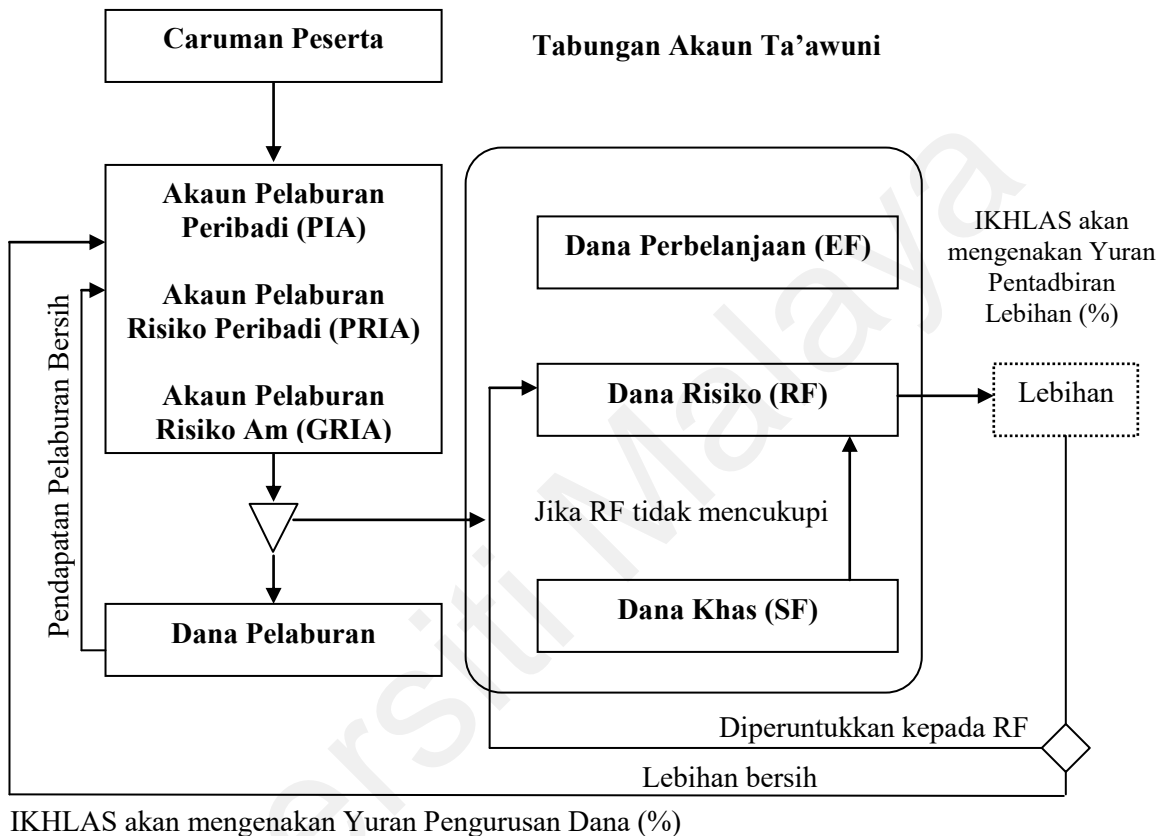 Caruman Peserta
Tabungan Akaun Ta’awuni
Akaun Pelaburan
Peribadi (PIA)
Akaun Pelaburan
Risiko Peribadi (PRIA)
Akaun Pelaburan
Risiko Am (GRIA)
Pendapatan Pelaburan Bersih
Dana Pelaburan
Dana Perbelanjaan (EF)
Dana Risiko (RF)
Jika RF tidak mencukupi
Dana Khas (SF)
IKHLAS akan
mengenakan Yuran
Pentadbiran
Lebihan (%)
Lebihan
Diperuntukkan kepada RF
Lebihan bersih
IKHLAS akan mengenakan Yuran Pengurusan Dana (%)
ersiti Malaya